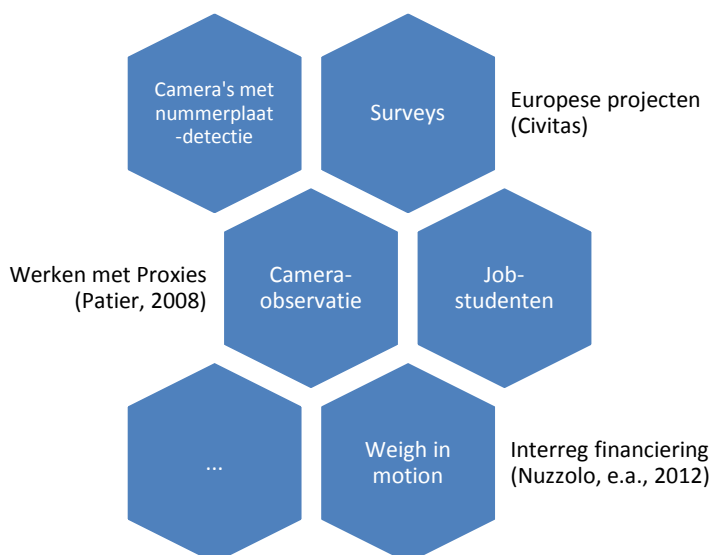 Camera's met
nummerplaat
-detectie
Surveys
Europese projecten
(Civitas)
Werken met Proxies
(Patier, 2008)
Camera-
observatie
Job-
studenten
...
Weigh in
motion
Interreg financiering
(Nuzzolo, e.a., 2012)